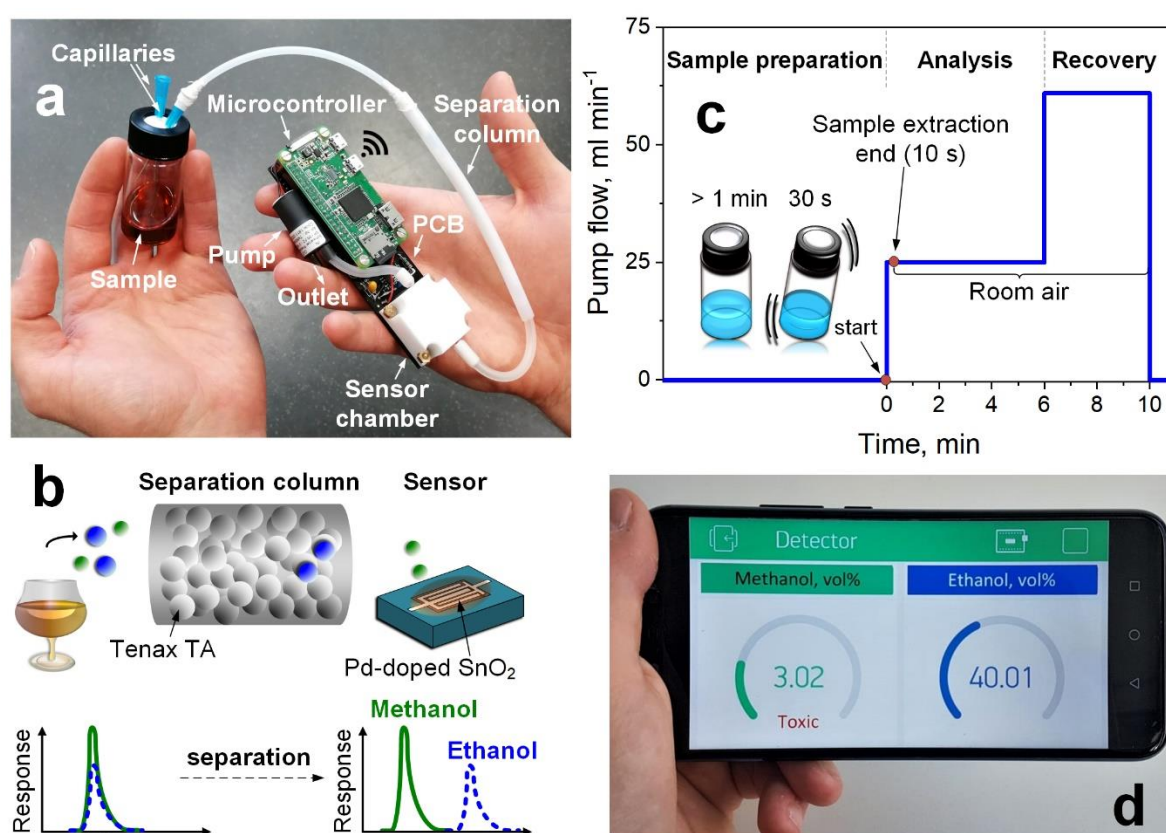 a
Capillaries
Microcontroller
Separation
column
PCB
Pump
Outlet
Sample
Sensor
chamber
b
Separation column
Sensor
Tenax TA
Pd-doped SnO₂
Response
separation
Response
Methanol
Ethanol
c
Pump flow, ml min⁻¹
75
50
25
0
Sample preparation
Analysis
Recovery
Sample extraction
end (10 s)
> 1 min
30 s
Room air
start
0
2
4
6
8
10
Time, min
Detector
Methanol, vol%
Ethanol, vol%
3.02
40.01
Toxic
d